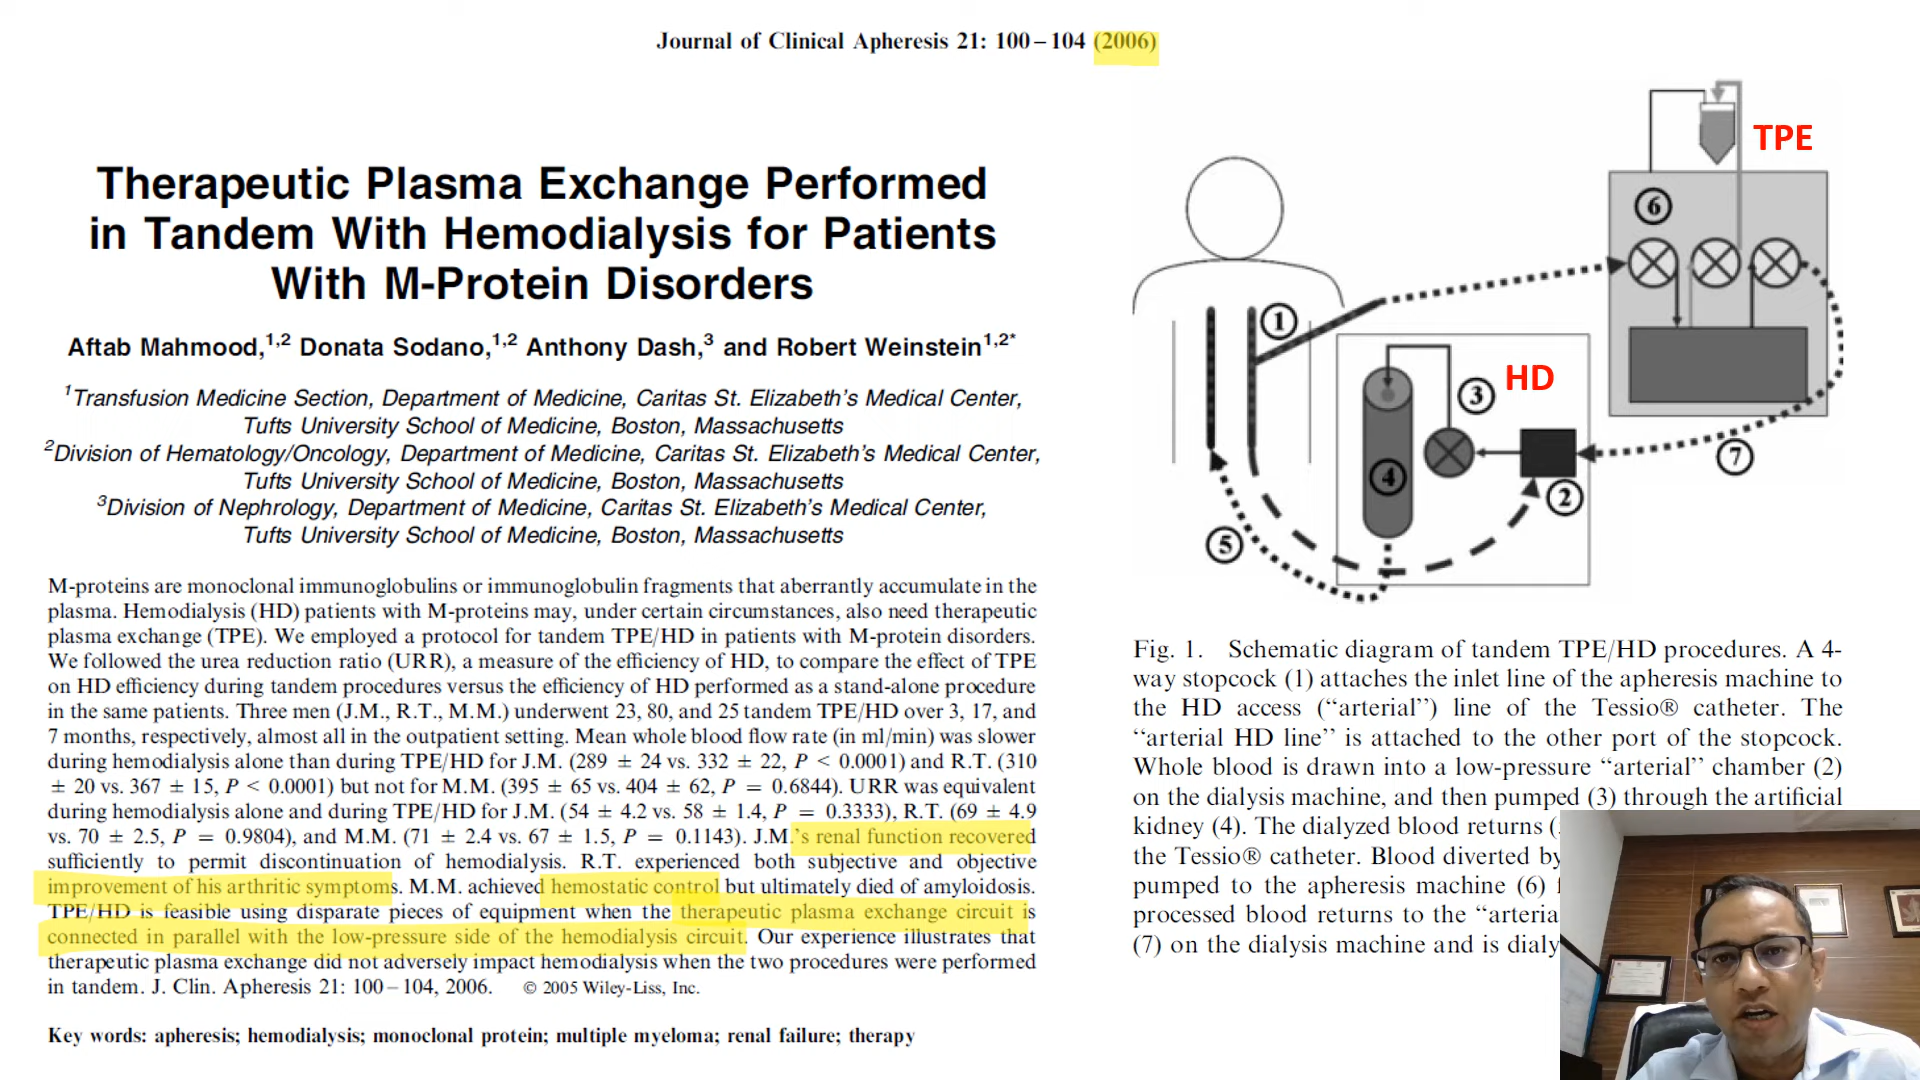 Journal of Clinical Apheresis 21: 100–104 (2006)
Therapeutic Plasma Exchange Performed
in Tandem With Hemodialysis for Patients
With M-Protein Disorders
Aftab Mahmood,1,2 Donata Sodano,1,2 Anthony Dash,3 and Robert Weinstein1,2*
1Transfusion Medicine Section, Department of Medicine, Caritas St. Elizabeth's Medical Center,
Tufts University School of Medicine, Boston, Massachusetts
2Division of Hematology/Oncology, Department of Medicine, Caritas St. Elizabeth's Medical Center,
Tufts University School of Medicine, Boston, Massachusetts
3Division of Nephrology, Department of Medicine, Caritas St. Elizabeth's Medical Center,
Tufts University School of Medicine, Boston, Massachusetts
M-proteins are monoclonal immunoglobulins or immunoglobulin fragments that aberrantly accumulate in the
plasma. Hemodialysis (HD) patients with M-proteins may, under certain circumstances, also need therapeutic
plasma exchange (TPE). We employed a protocol for tandem TPE/HD in patients with M-protein disorders.
We followed the urea reduction ratio (URR), a measure of the efficiency of HD, to compare the effect of TPE
on HD efficiency during tandem procedures versus the efficiency of HD performed as a stand-alone procedure
in the same patients. Three men (J.M., R.T., M.M.) underwent 23, 80, and 25 tandem TPE/HD over 3, 17, and
7 months, respectively, almost all in the outpatient setting. Mean whole blood flow rate (in ml/min) was slower
during hemodialysis alone than during TPE/HD for J.M. (289 ± 24 vs. 332 ± 22, P < 0.0001) and R.T. (310
± 20 vs. 367 ± 15, P < 0.0001) but not for M.M. (395 ± 65 vs. 404 ± 62, P = 0.6844). URR was equivalent
during hemodialysis alone and during TPE/HD for J.M. (54 ± 4.2 vs. 58 ± 1.4, P = 0.3333), R.T. (69 ± 4.9
vs. 70 ± 2.5, P = 0.9804), and M.M. (71 ± 2.4 vs. 67 ± 1.5, P = 0.1143). J.M.'s renal function recovered
sufficiently to permit discontinuation of hemodialysis. R.T. experienced both subjective and objective
improvement of his arthritic symptoms. M.M. achieved hemostatic control but ultimately died of amyloidosis.
TPE/HD is feasible using disparate pieces of equipment when the therapeutic plasma exchange circuit is
connected in parallel with the low-pressure side of the hemodialysis circuit. Our experience illustrates that
therapeutic plasma exchange did not adversely impact hemodialysis when the two procedures were performed
in tandem. J. Clin. Apheresis 21: 100–104, 2006. © 2005 Wiley-Liss, Inc.
Key words: apheresis; hemodialysis; monoclonal protein; multiple myeloma; renal failure; therapy
TPE
6
1
HD
3
4
2
7
5
Fig. 1. Schematic diagram of tandem TPE/HD procedures. A 4-
way stopcock (1) attaches the inlet line of the apheresis machine to
the HD access (''arterial'') line of the Tessio® catheter. The
''arterial HD line'' is attached to the other port of the stopcock.
Whole blood is drawn into a low-pressure ''arterial'' chamber (2)
on the dialysis machine, and then pumped (3) through the artificial
kidney (4). The dialyzed blood returns (
the Tessio® catheter. Blood diverted by
pumped to the apheresis machine (6)
processed blood returns to the ''arteria
(7) on the dialysis machine and is dialy